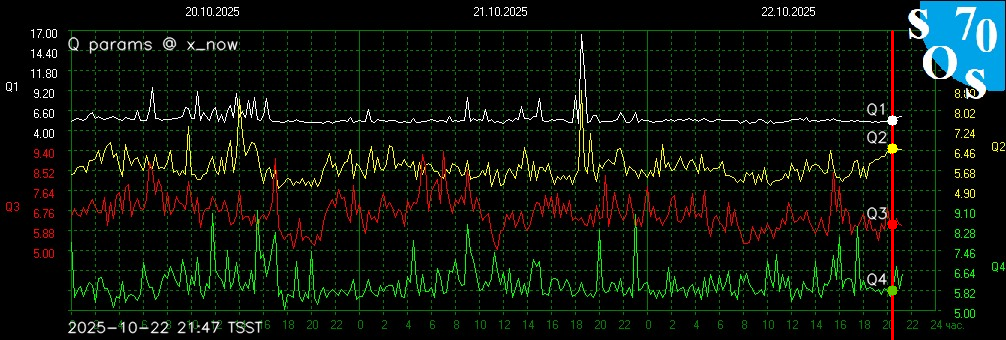 20.10.2025 21.10.2025 22.10.2025
SOS 70
Q params @ x_now
Q1
17.00
14.40
11.80
9.20
6.60
4.00
Q3
9.40
8.52
7.64
6.76
5.88
5.00
Q1
Q2
Q3
Q4
Q2
8.02
7.24
6.46
5.68
4.90
Q4
9.10
8.28
7.46
6.64
5.82
5.00
2025-10-22 21:47 TSST
18 20 22 0 2 4 6 8 10 12 14 16 18 20 22 0 2 4 6 8 10 12 14 16 18 20 22 24 час.